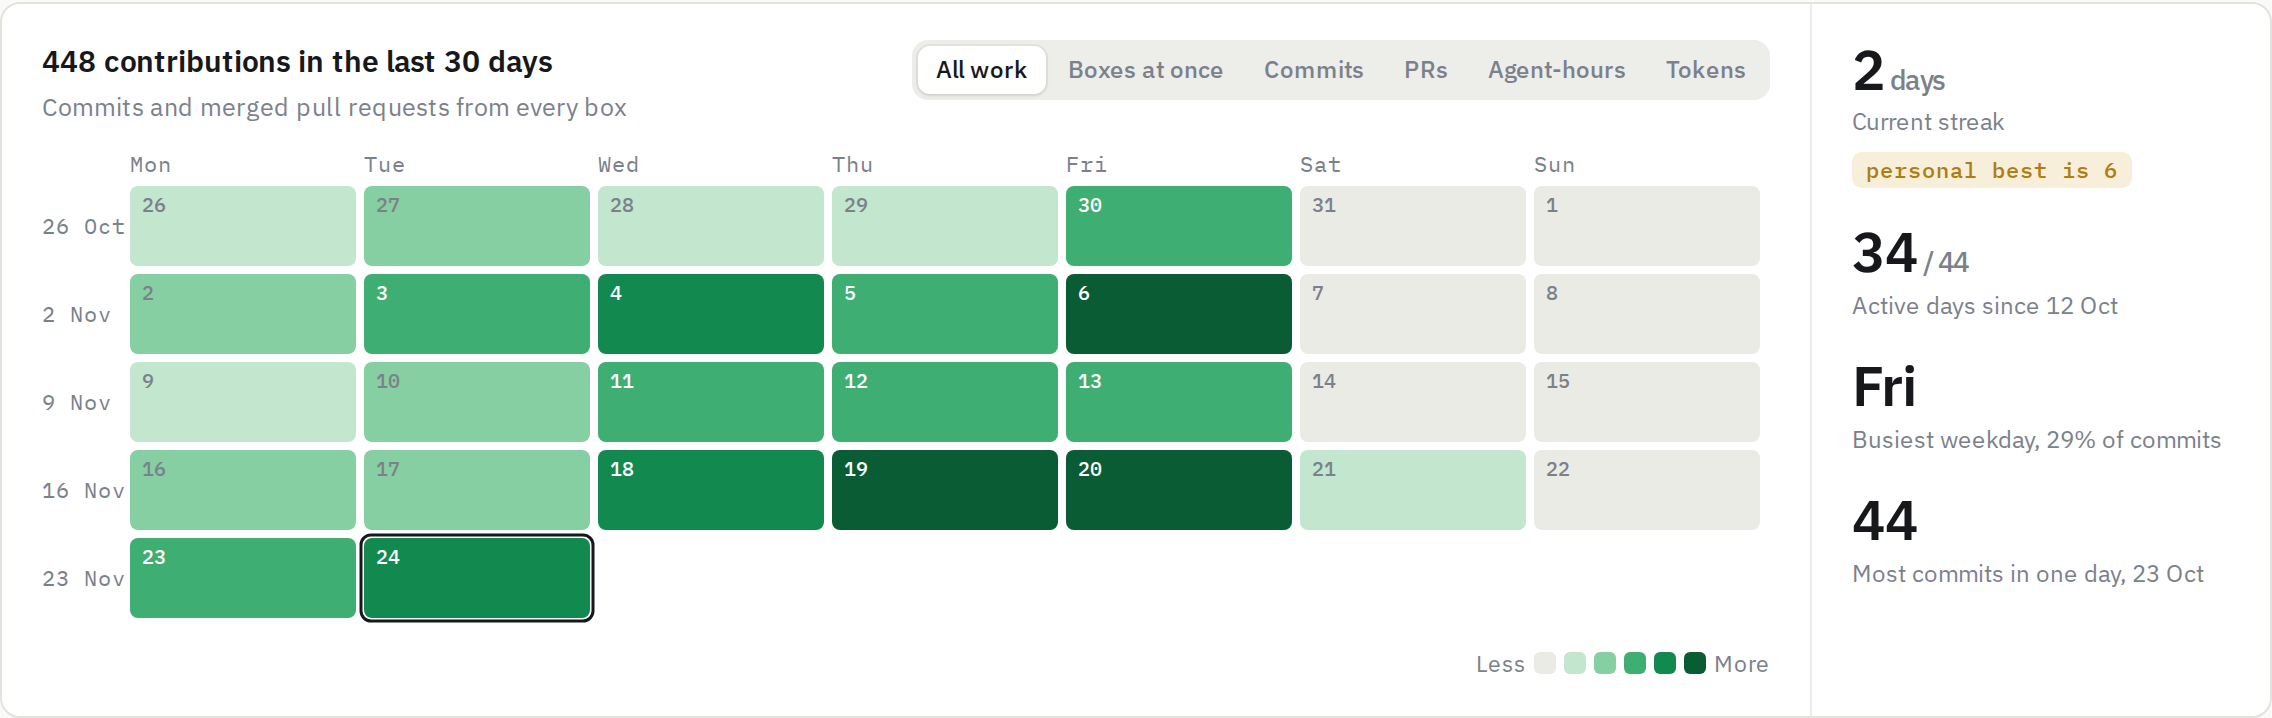 448 contributions in the last 30 days
Commits and merged pull requests from every box
All work Boxes at once Commits PRs Agent-hours Tokens
Mon Tue Wed Thu Fri Sat Sun
26 Oct 26 27 28 29 30 31 1
2 Nov 2 3 4 5 6 7 8
9 Nov 9 10 11 12 13 14 15
16 Nov 16 17 18 19 20 21 22
23 Nov 23 24
Less More
2 days
Current streak
personal best is 6
34 / 44
Active days since 12 Oct
Fri
Busiest weekday, 29% of commits
44
Most commits in one day, 23 Oct